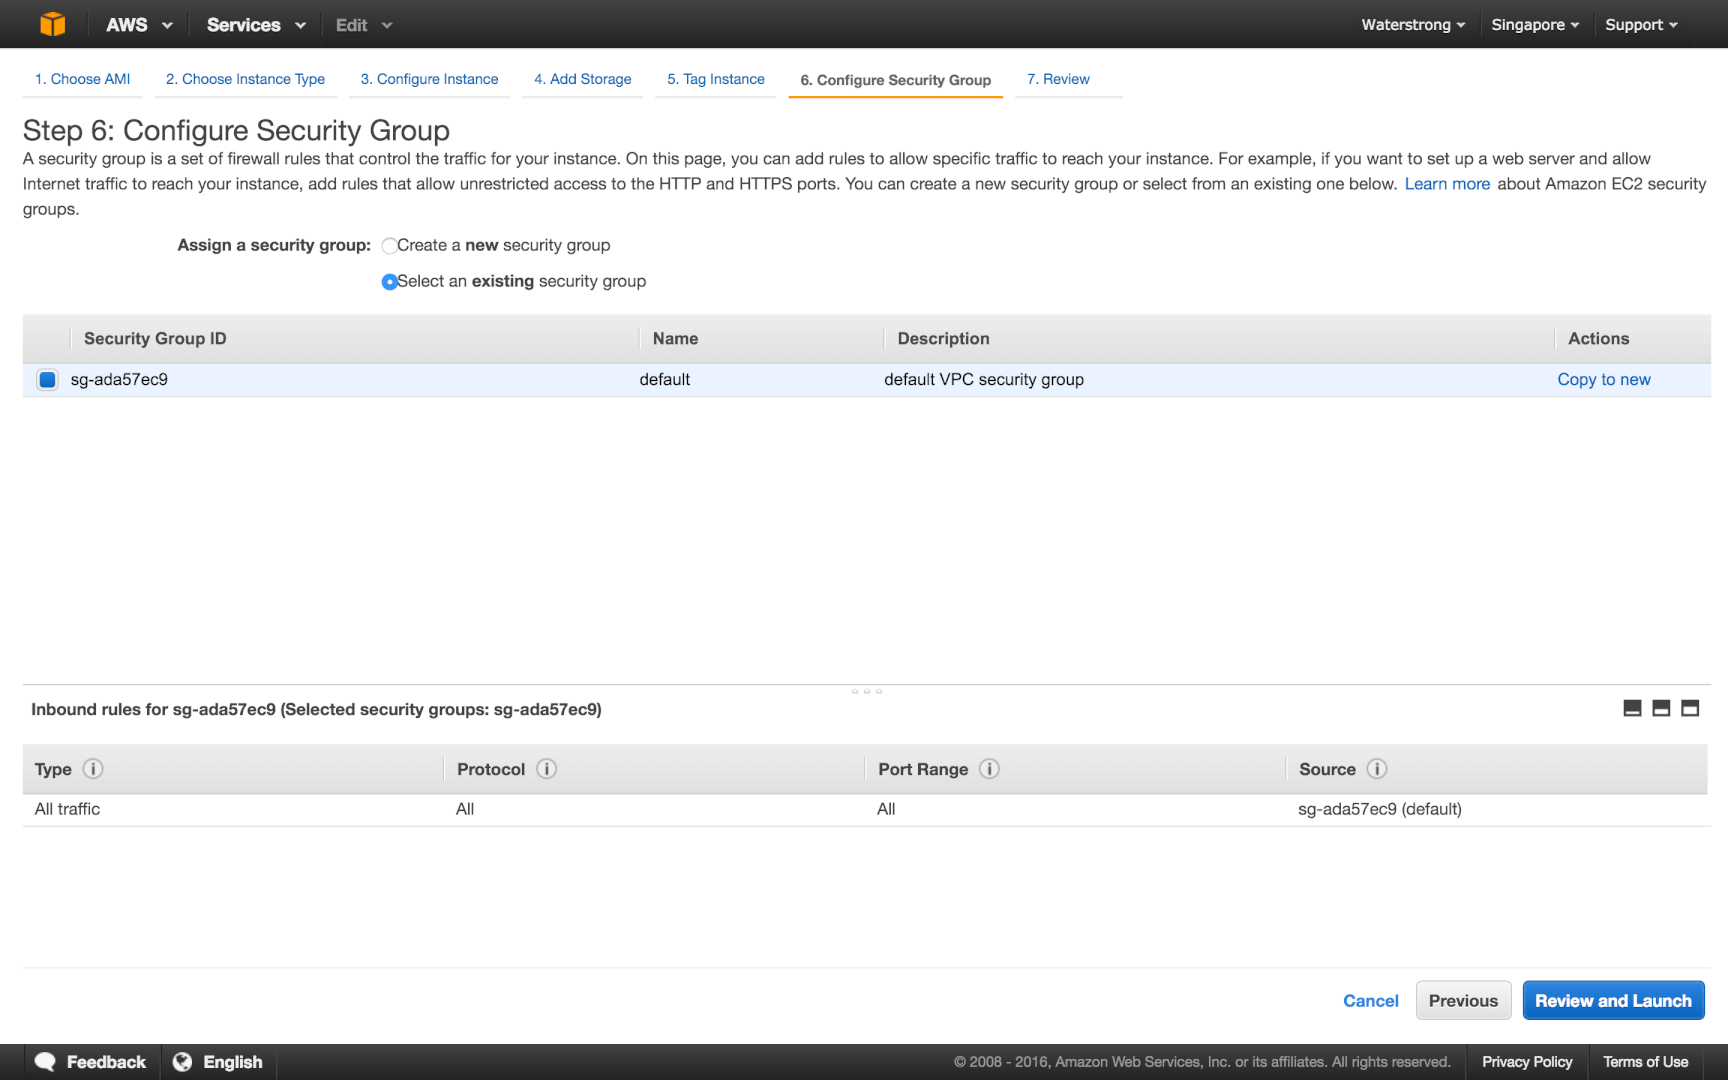 AWS Services Edit Waterstrong Singapore Support
1. Choose AMI 2. Choose Instance Type 3. Configure Instance 4. Add Storage 5. Tag Instance 6. Configure Security Group 7. Review
Step 6: Configure Security Group
A security group is a set of firewall rules that control the traffic for your instance. On this page, you can add rules to allow specific traffic to reach your instance. For example, if you want to set up a web server and allow
Internet traffic to reach your instance, add rules that allow unrestricted access to the HTTP and HTTPS ports. You can create a new security group or select from an existing one below. Learn more about Amazon EC2 security
groups.
Assign a security group: Create a new security group
Select an existing security group
Security Group ID Name Description Actions
sg-ada57ec9 default default VPC security group Copy to new
Inbound rules for sg-ada57ec9 (Selected security groups: sg-ada57ec9)
Type Protocol Port Range Source
All traffic All All sg-ada57ec9 (default)
Cancel Previous Review and Launch
Feedback English © 2008 - 2016, Amazon Web Services, Inc. or its affiliates. All rights reserved. Privacy Policy Terms of Use